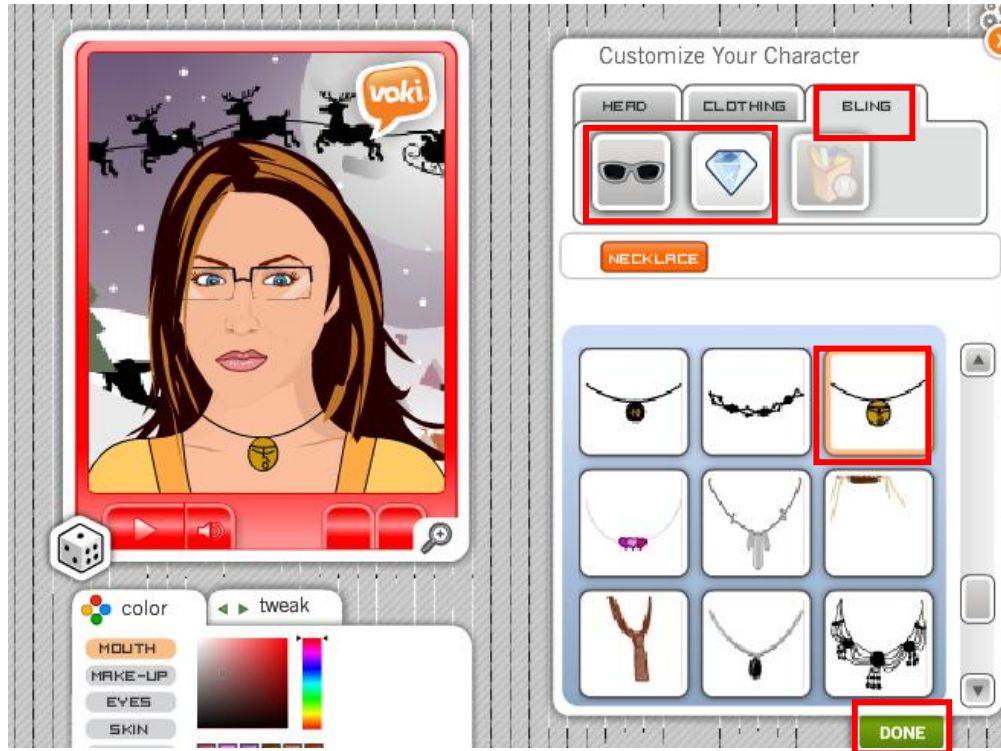 voki
color
tweak
MOUTH
MAKE-UP
EYES
SKIN
Customize Your Character
HEAD
CLOTHING
BLING
NECKLACE
DONE